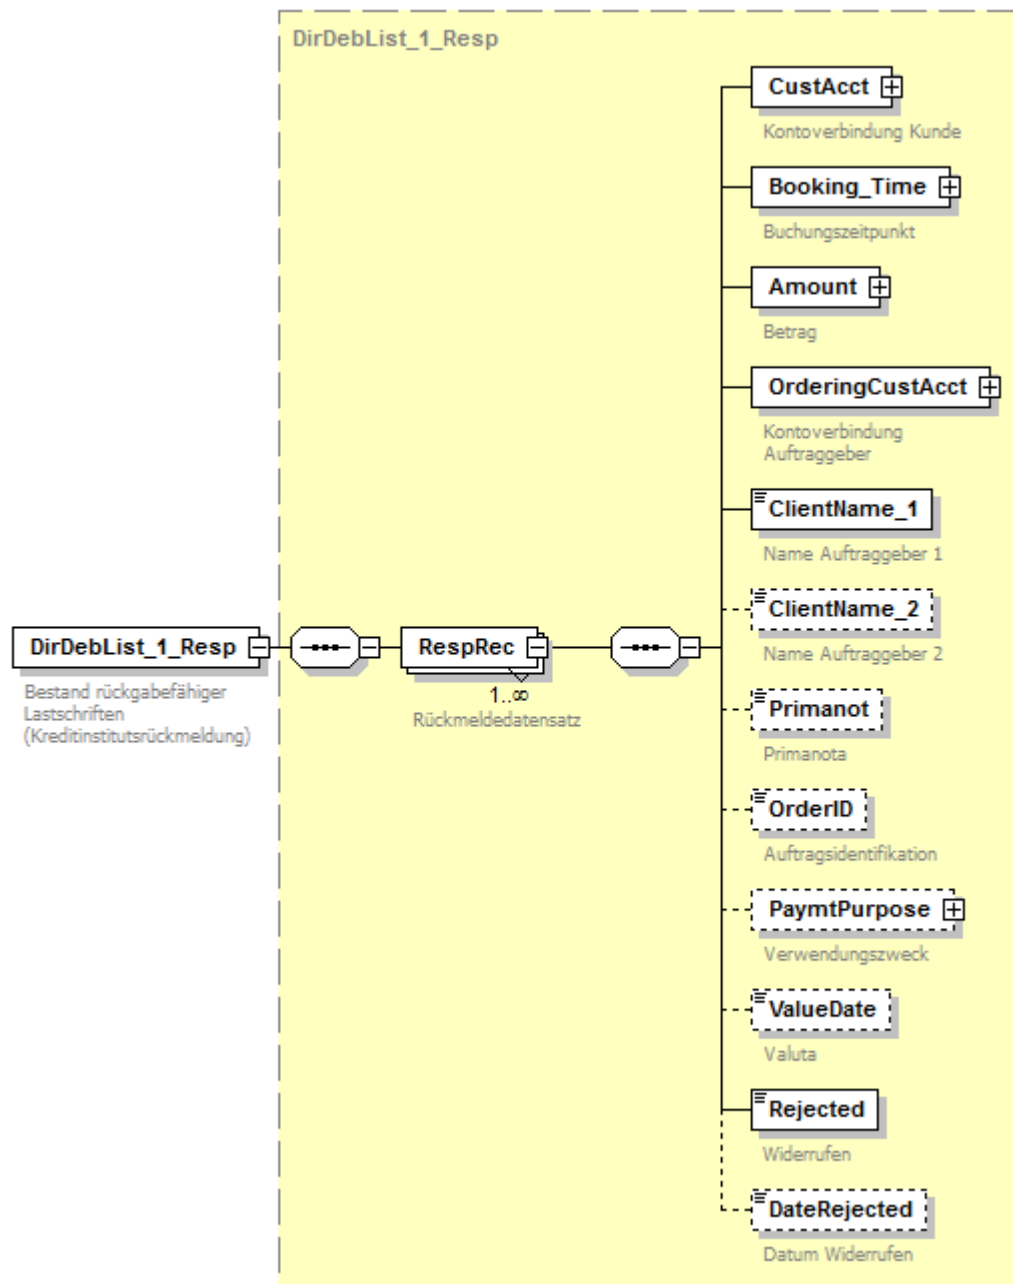 DirDebList_1_Resp
CustAcct
Kontoverbindung Kunde
Booking_Time
Buchungszeitpunkt
Amount
Betrag
OrderingCustAcct
Kontoverbindung
Auftraggeber
ClientName_1
Name Auftraggeber 1
ClientName_2
Name Auftraggeber 2
DirDebList_1_Resp
Bestand rückgabefähiger
Lastschriften
(Kreditinstitutsrückmeldung)
RespRec
1..∞
Rückmeldedatensatz
Primanot
Primanota
OrderID
Auftragsidentifikation
PaymtPurpose
Verwendungszweck
ValueDate
Valuta
Rejected
Widerrufen
DateRejected
Datum Widerrufen